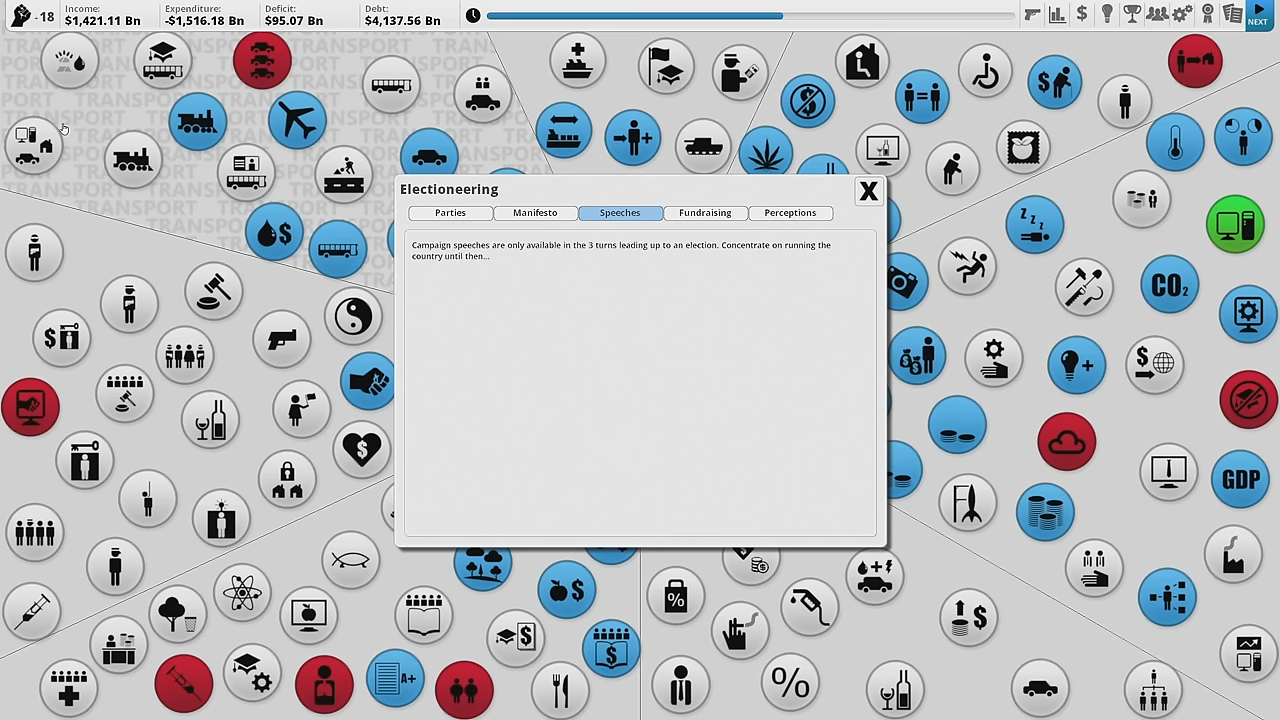 18
Income:
$1,421.11 Bn
Expenditure:
-$1,516.18 Bn
Deficit:
$95.07 Bn
Debt:
$4,137.56 Bn
NEXT
TRANSPORT
Electioneering
X
Parties
Manifesto
Speeches
Fundraising
Perceptions
Campaign speeches are only available in the 3 turns leading up to an election. Concentrate on running the
country until then...
Z Z Z
CO2
GDP
A+
%
%